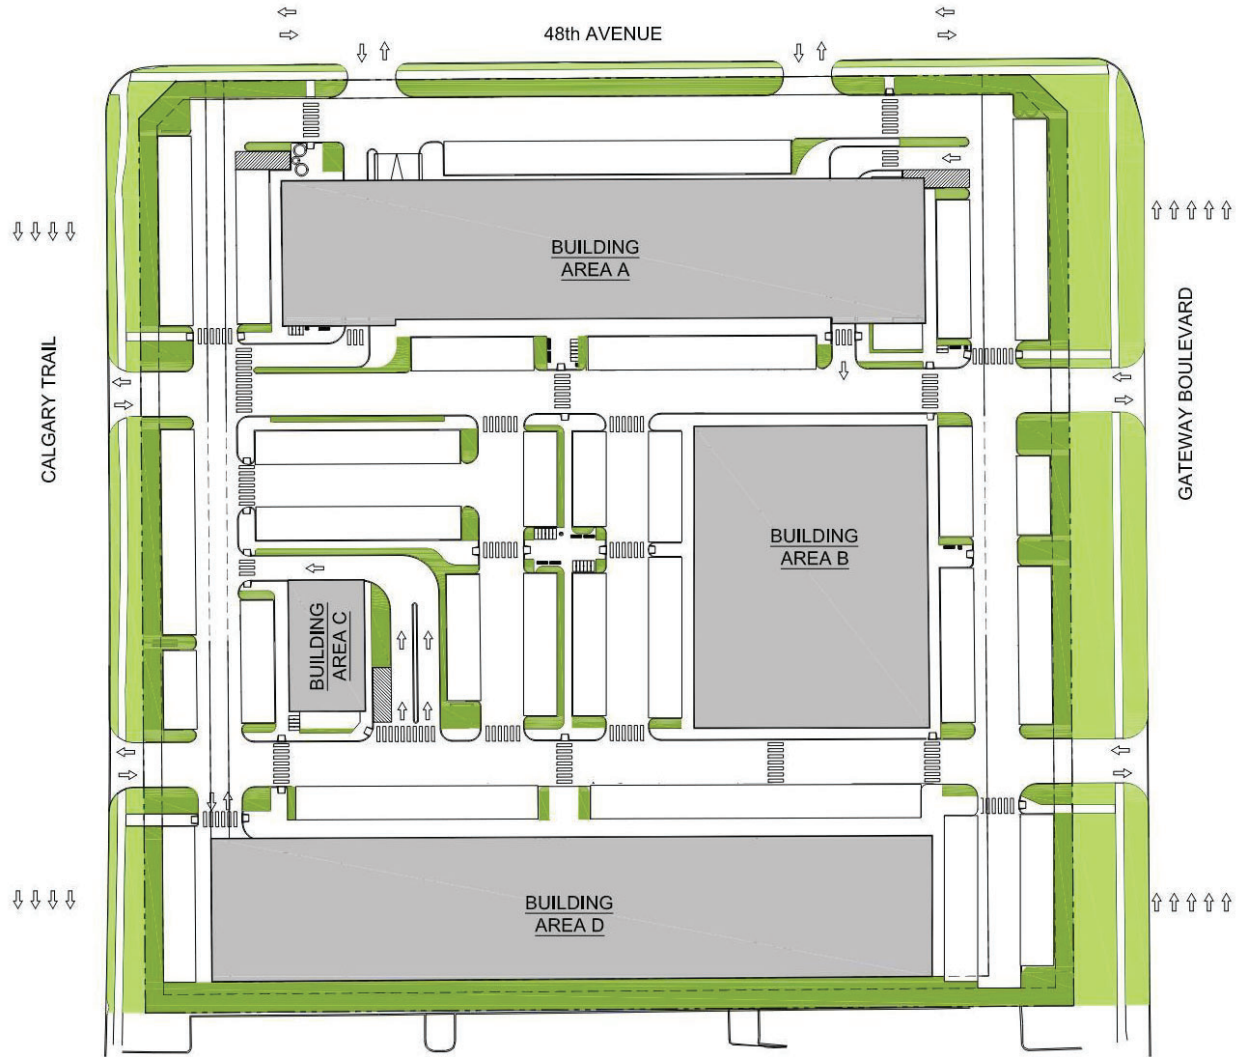 48th AVENUE
BUILDING
AREA A
CALGARY TRAIL
GATEWAY BOULEVARD
BUILDING
AREA B
BUILDING
AREA C
BUILDING
AREA D